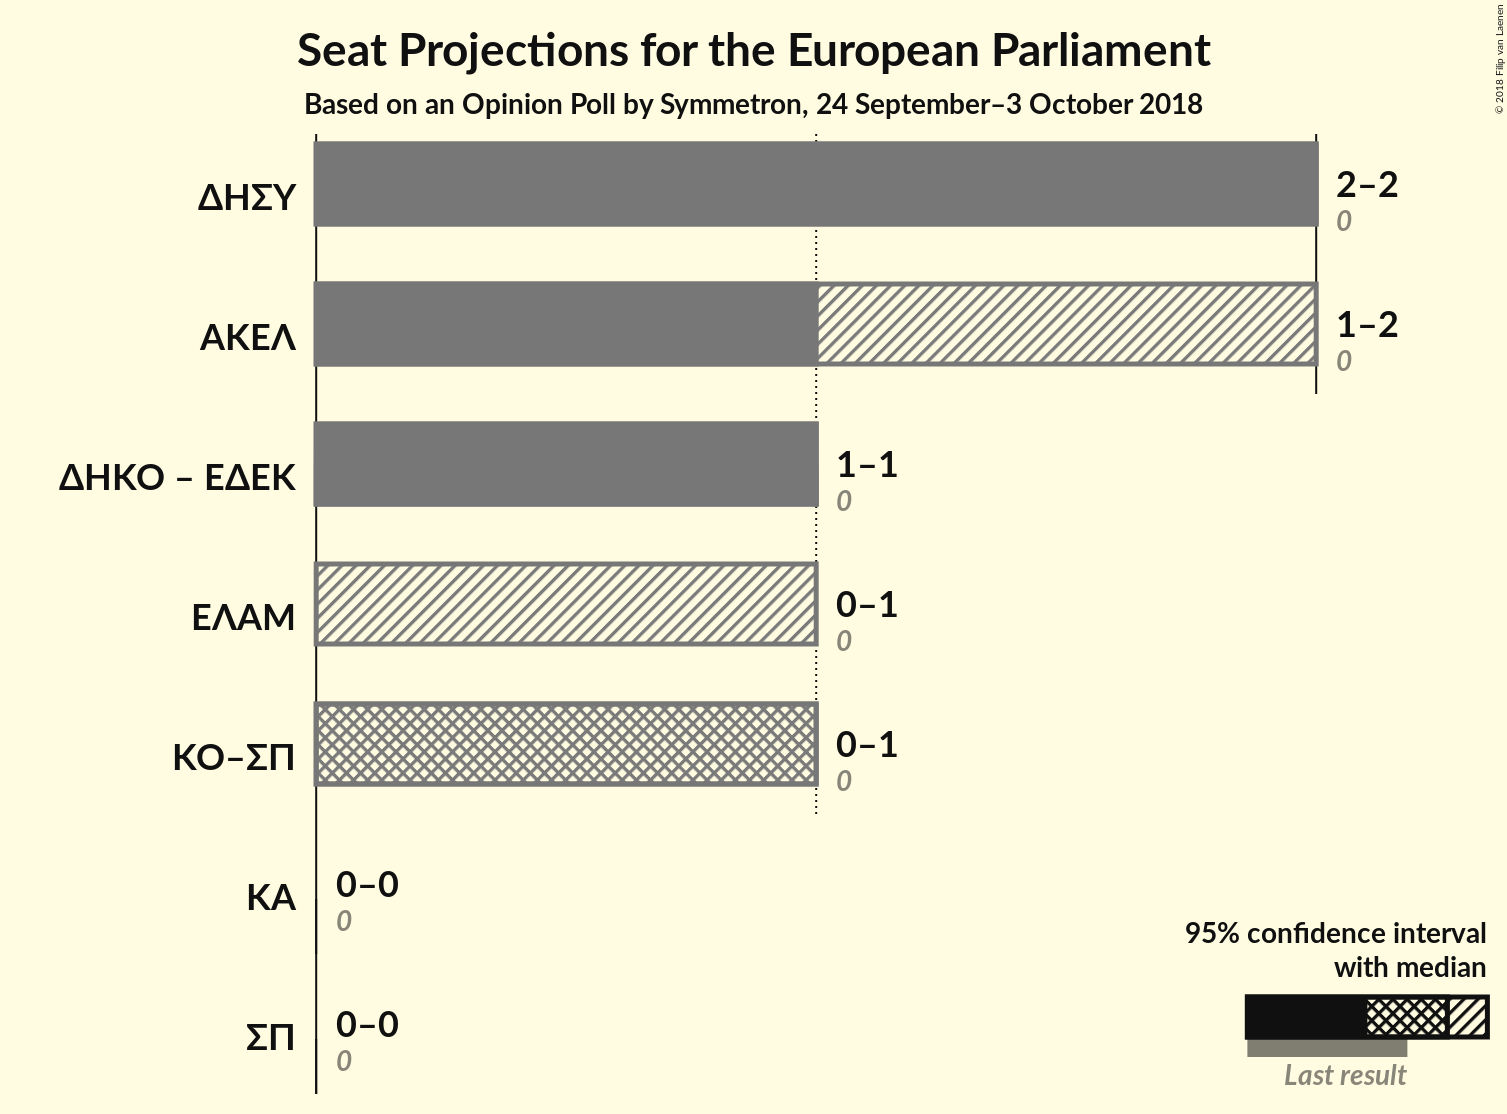 Seat Projections for the European Parliament
Based on an Opinion Poll by Symmetron, 24 September–3 October 2018
© 2018 Filip van Laenen
ΔΗΣΥ
2–2
0
ΑΚΕΛ
1–2
0
ΔΗΚΟ – ΕΔΕΚ
1–1
0
ΕΛΑΜ
0–1
0
ΚΟ–ΣΠ
0–1
0
ΚΑ
0–0
0
ΣΠ
0–0
0
95% confidence interval
with median
Last result